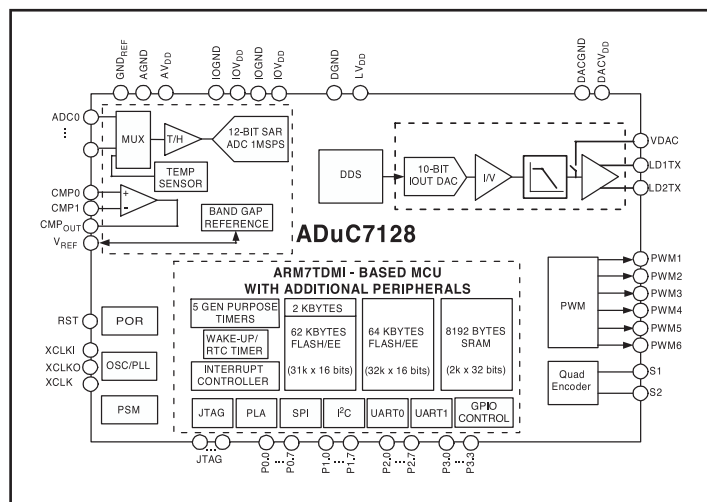 GNDREF AGND AVDD IOGND IOVDD IOGND IOVDD DGND LVDD DACGND DACVDD
ADC0
...
MUX
T/H
12-BIT SAR
ADC 1MSPS
TEMP
SENSOR
CMP0
CMP1
CMPOUT
VREF
+
-
BAND GAP
REFERENCE
DDS
10-BIT
IOUT DAC
I/V
VDAC
LD1TX
LD2TX
ADuC7128
ARM7TDMI - BASED MCU
WITH ADDITIONAL PERIPHERALS
5 GEN PURPOSE
TIMERS
WAKE-UP/
RTC TIMER
INTERRUPT
CONTROLLER
2 KBYTES
62 KBYTES
FLASH/EE
(31k x 16 bits)
64 KBYTES
FLASH/EE
(32k x 16 bits)
8192 BYTES
SRAM
(2k x 32 bits)
JTAG
PLA
SPI
I²C
UART0
UART1
GPIO
CONTROL
RST
XCLKI
XCLKO
XCLK
POR
OSC/PLL
PSM
PWM
PWM1
PWM2
PWM3
PWM4
PWM5
PWM6
Quad
Encoder
S1
S2
...
JTAG
P0.0 ... P0.7 P1.0 ... P1.7 P2.0 ... P2.7 P3.0 ... P3.3